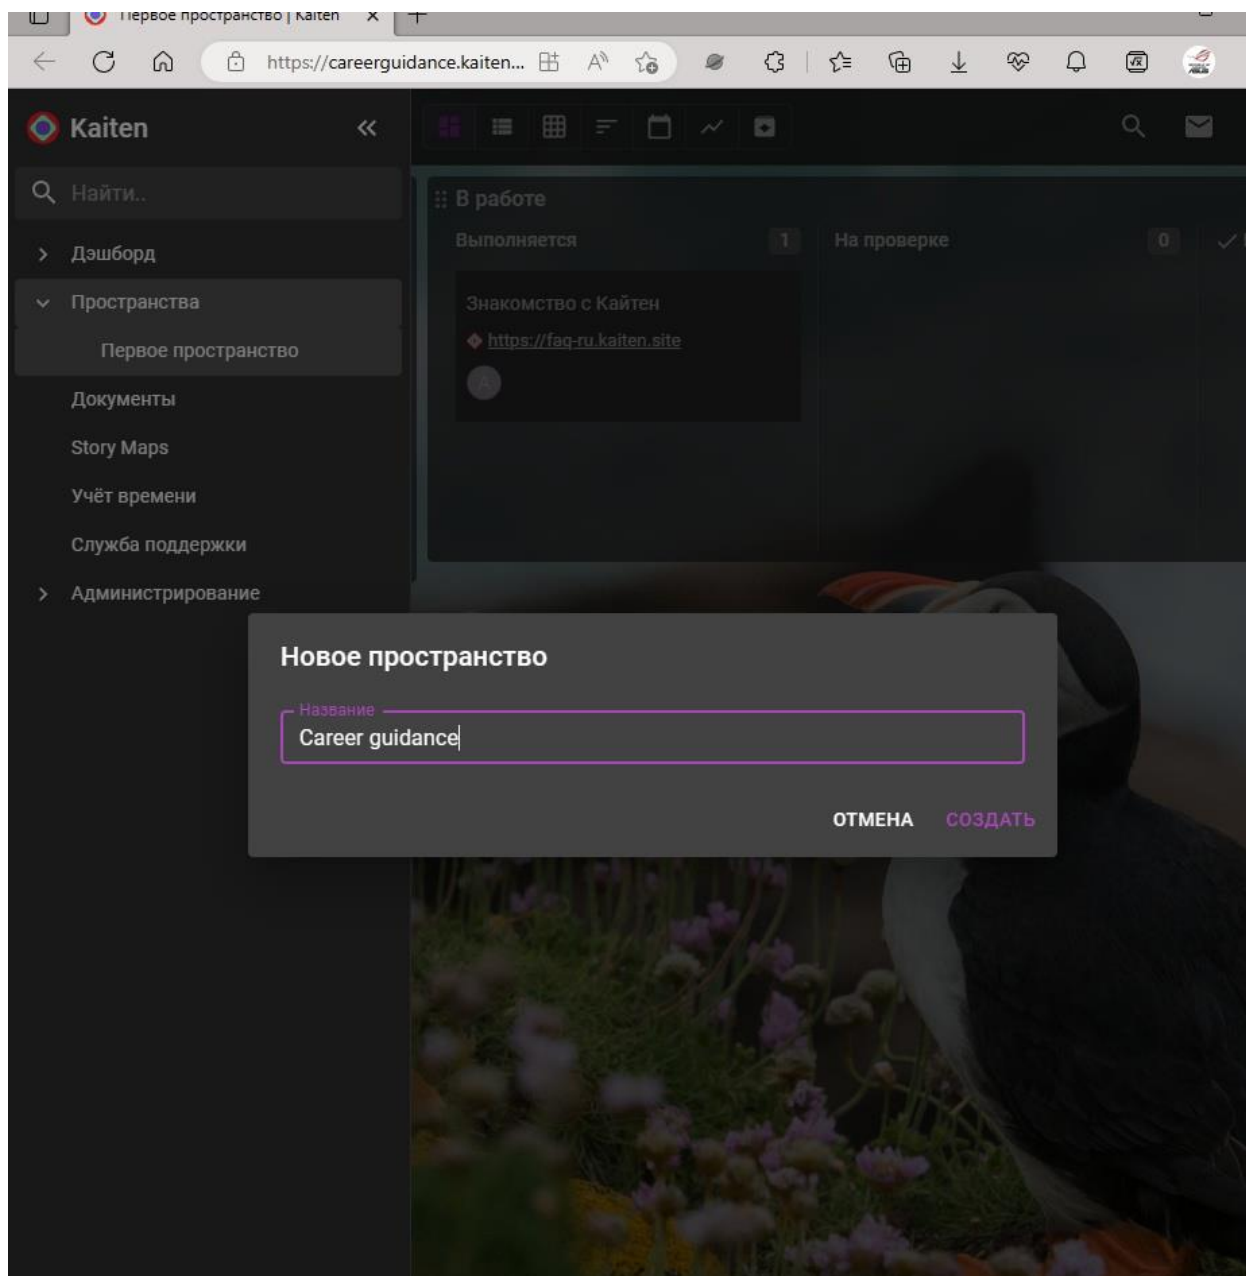 Первое пространство | Kaiten
https://careerguidance.kaiten...
Kaiten
Найти..
Дэшборд
Пространства
Первое пространство
Документы
Story Maps
Учёт времени
Служба поддержки
Администрирование
В работе
Выполняется 1
На проверке 0
Знакомство с Кайтен
https://faq-ru.kaiten.site
A
Новое пространство
Название
Career guidance
ОТМЕНА СОЗДАТЬ